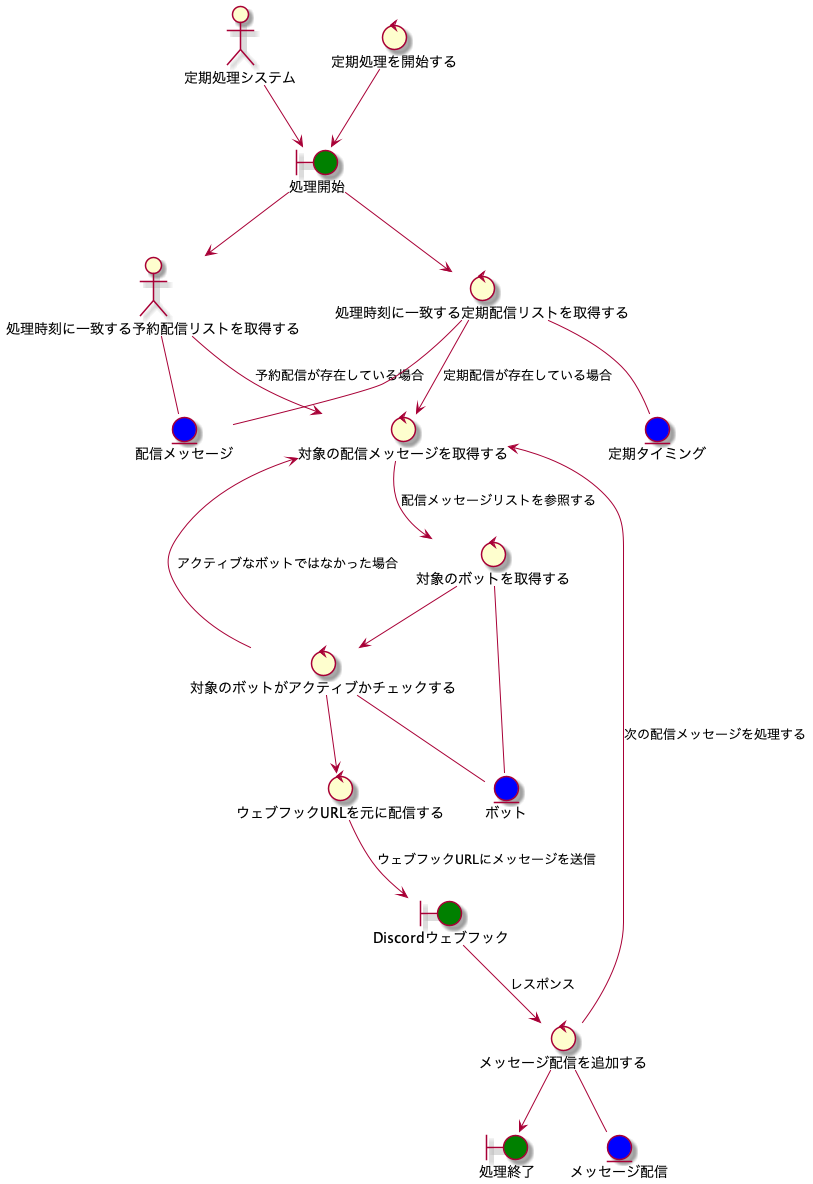 定期処理システム
定期処理を開始する
処理開始
処理時刻に一致する予約配信リストを取得する
処理時刻に一致する定期配信リストを取得する
予約配信が存在している場合
定期配信が存在している場合
配信メッセージ
対象の配信メッセージを取得する
定期タイミング
配信メッセージリストを参照する
アクティブなボットではなかった場合
対象のボットを取得する
対象のボットがアクティブかチェックする
次の配信メッセージを処理する
ウェブフックURLを元に配信する
ボット
ウェブフックURLにメッセージを送信
Discordウェブフック
レスポンス
メッセージ配信を追加する
処理終了
メッセージ配信